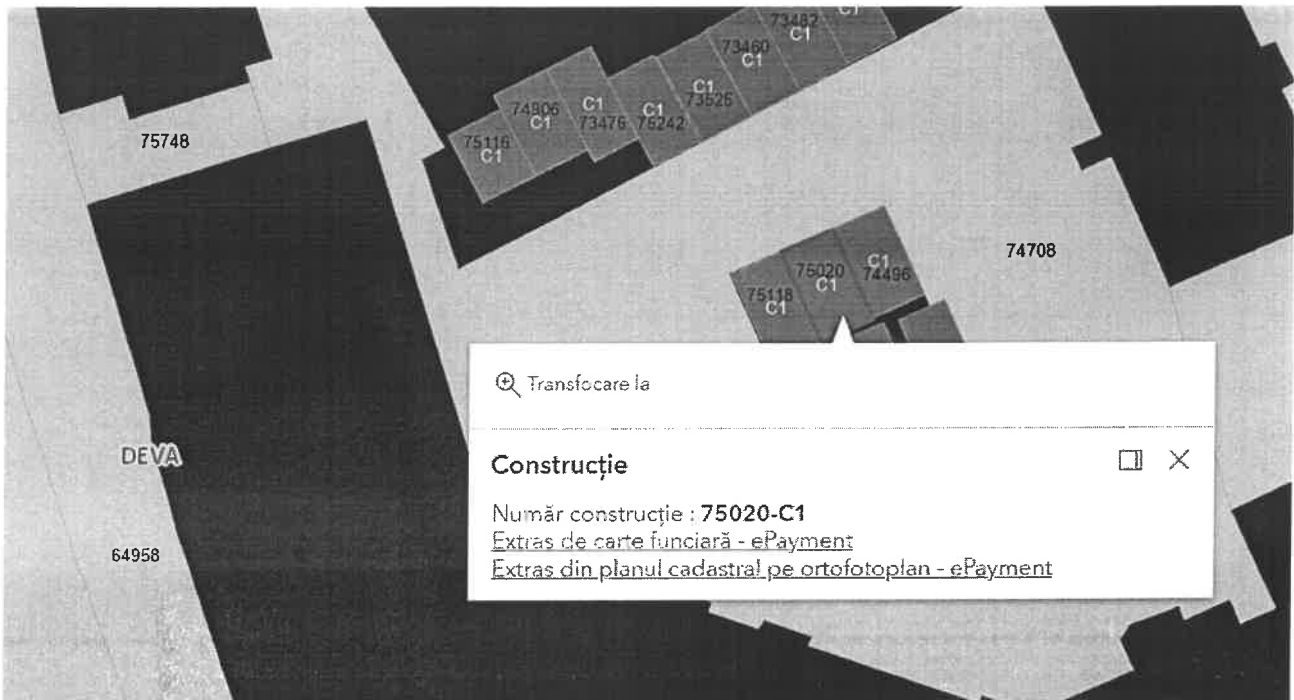 C1
73482
C1
73460
C1
C1
73525
74806
C1
C1
73476
C1
75242
75116
C1
75748
74708
C1
74496
75020
C1
75118
C1
Transfocare la
DEVA
Construcție
Număr construcție : 75020-C1
Extras de carte funciară - ePayment
Extras din planul cadastral pe ortofotoplan - ePayment
64958